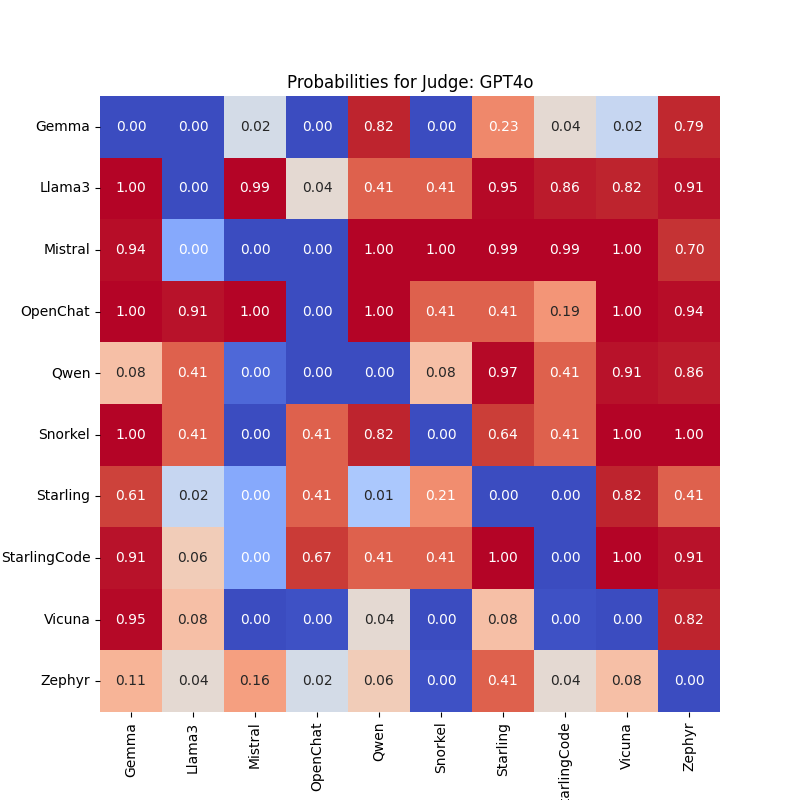 Probabilities for Judge: GPT4o
Gemma 0.00 0.00 0.02 0.00 0.82 0.00 0.23 0.04 0.02 0.79
Llama3 1.00 0.00 0.99 0.04 0.41 0.41 0.95 0.86 0.82 0.91
Mistral 0.94 0.00 0.00 0.00 1.00 1.00 0.99 0.99 1.00 0.70
OpenChat 1.00 0.91 1.00 0.00 1.00 0.41 0.41 0.19 1.00 0.94
Qwen 0.08 0.41 0.00 0.00 0.00 0.08 0.97 0.41 0.91 0.86
Snorkel 1.00 0.41 0.00 0.41 0.82 0.00 0.64 0.41 1.00 1.00
Starling 0.61 0.02 0.00 0.41 0.01 0.21 0.00 0.00 0.82 0.41
StarlingCode 0.91 0.06 0.00 0.67 0.41 0.41 1.00 0.00 1.00 0.91
Vicuna 0.95 0.08 0.00 0.00 0.04 0.00 0.08 0.00 0.00 0.82
Zephyr 0.11 0.04 0.16 0.02 0.06 0.00 0.41 0.04 0.08 0.00
Gemma Llama3 Mistral OpenChat Qwen Snorkel Starling arlingCode Vicuna Zephyr